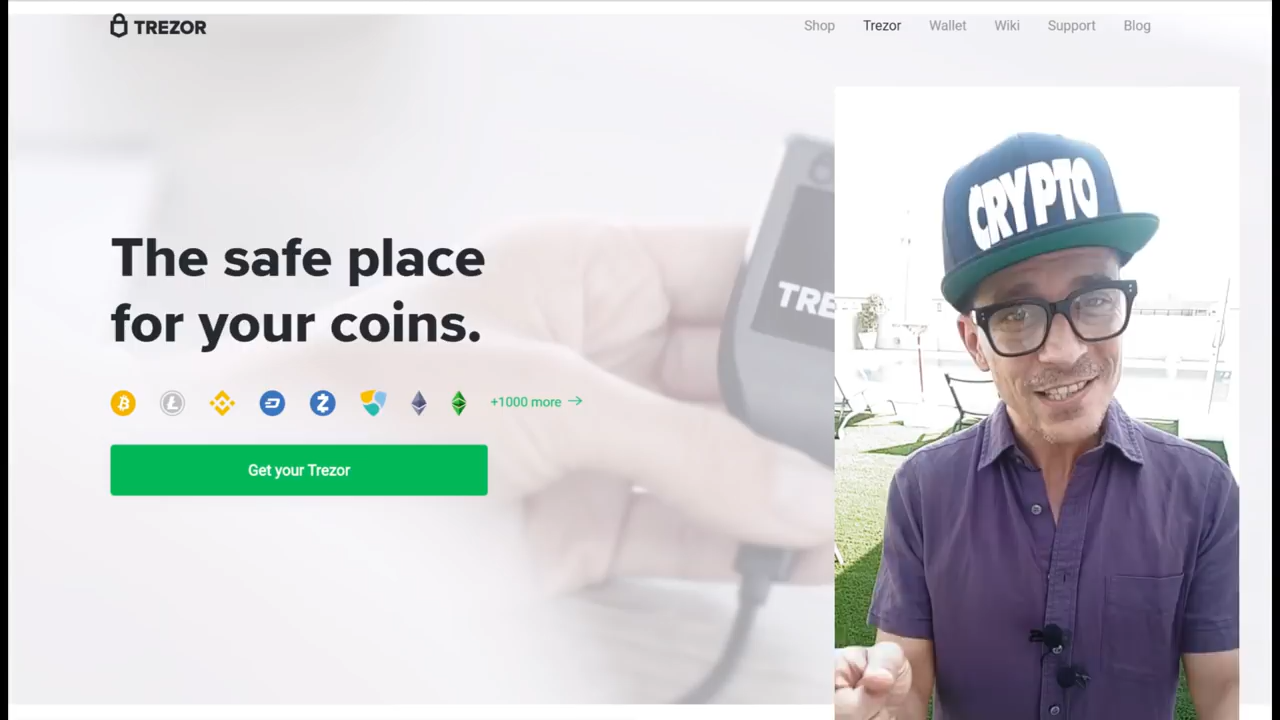 TREZOR
Shop Trezor Wallet Wiki Support Blog
CRYPTO
The safe place
for your coins.
TRE
+1000 more →
Get your Trezor